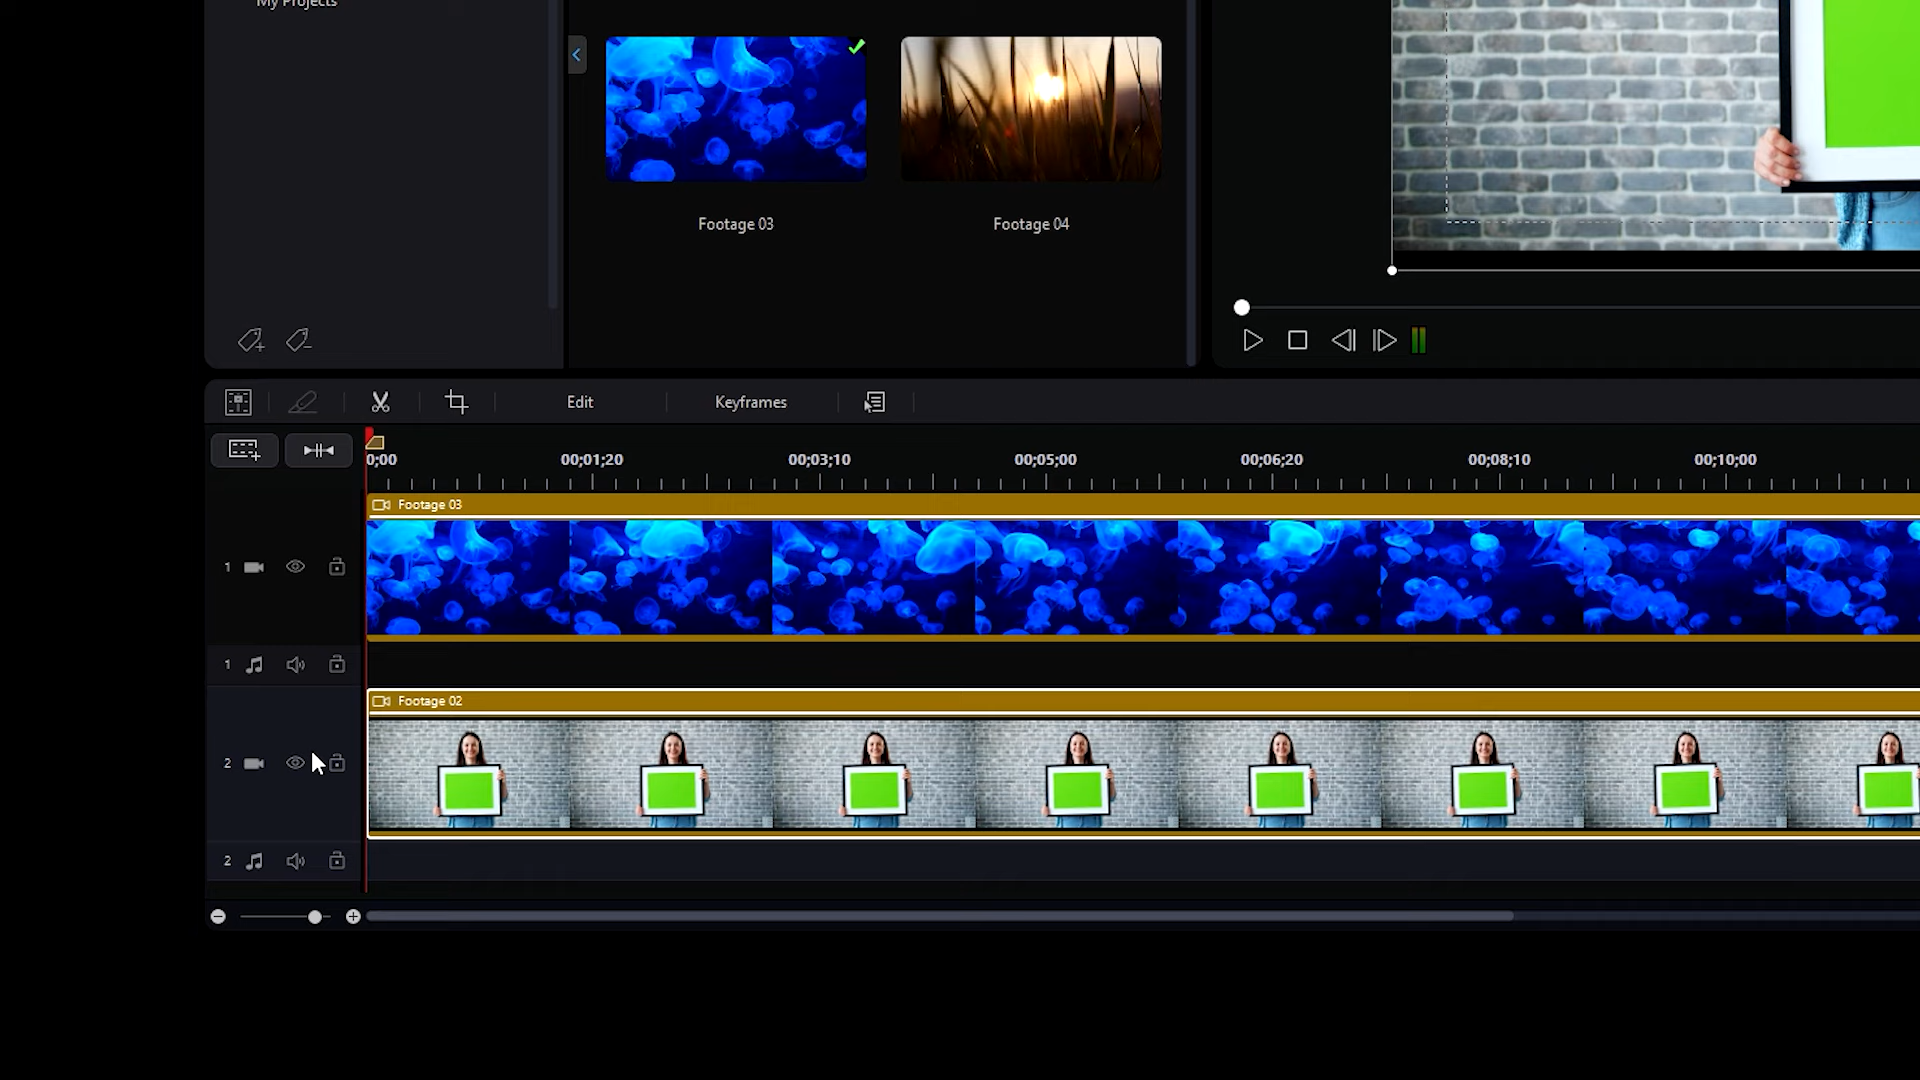 My Projects
Footage 03
Footage 04
Edit
Keyframes
0;00
00;01;20
00;03;10
00;05;00
00;06;20
00;08;10
00;10;00
Footage 03
1
1
Footage 02
2
2